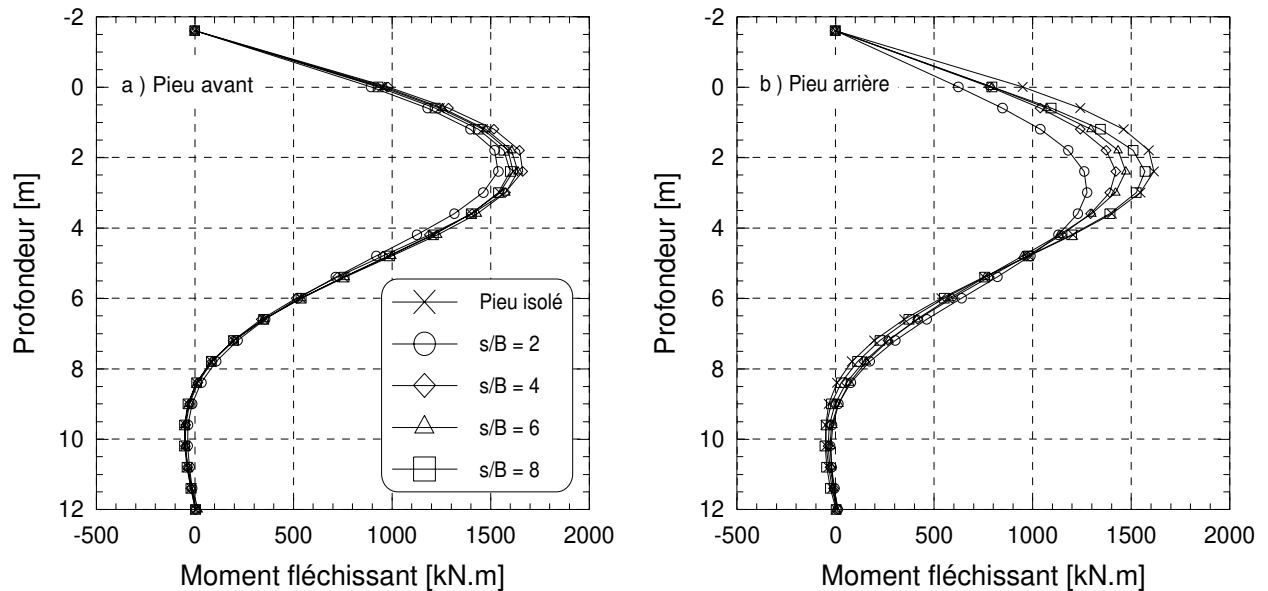 a ) Pieu avant
-2
0
2
4
6
8
10
12
Profondeur [m]
-500
0
500
1000
1500
2000
Moment fléchissant [kN.m]
Pieu isolé
s/B = 2
s/B = 4
s/B = 6
s/B = 8
b ) Pieu arrière
-2
0
2
4
6
8
10
12
Profondeur [m]
-500
0
500
1000
1500
2000
Moment fléchissant [kN.m]